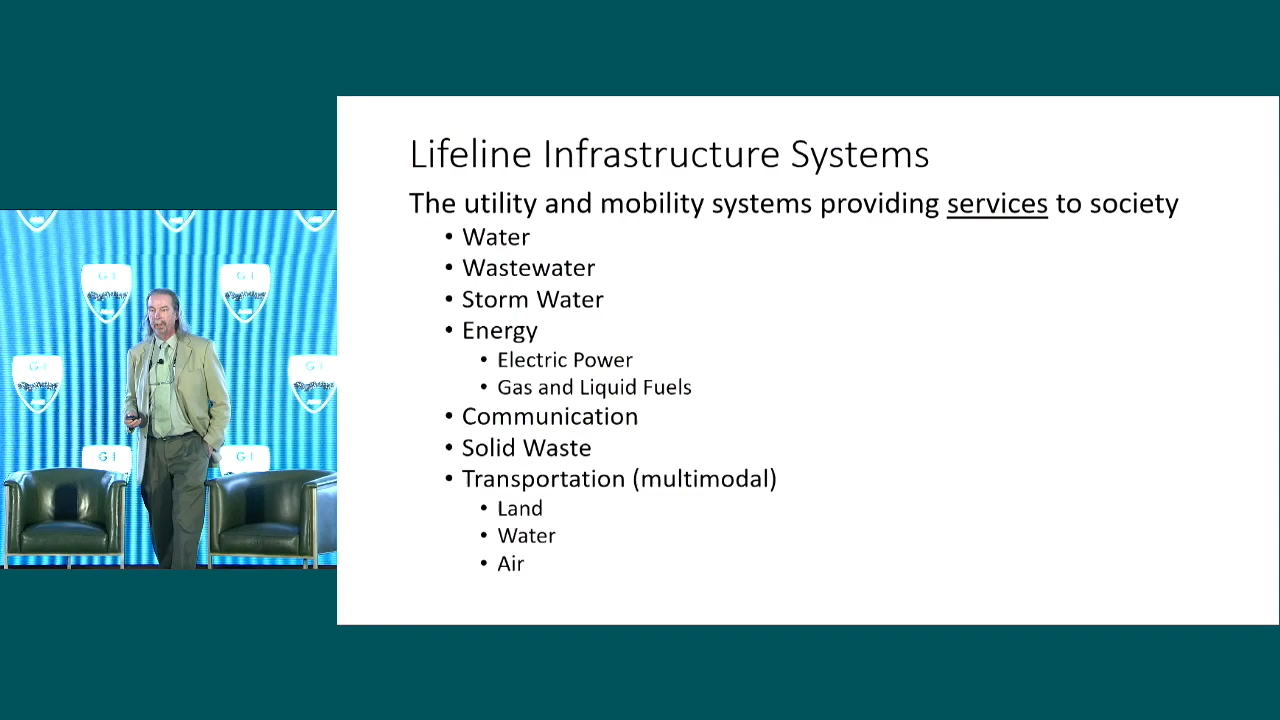 Lifeline Infrastructure Systems
The utility and mobility systems providing services to society
• Water
• Wastewater
• Storm Water
• Energy
• Electric Power
• Gas and Liquid Fuels
• Communication
• Solid Waste
• Transportation (multimodal)
• Land
• Water
• Air
G-I
G-I
G-I
G-I
G-I
G-I